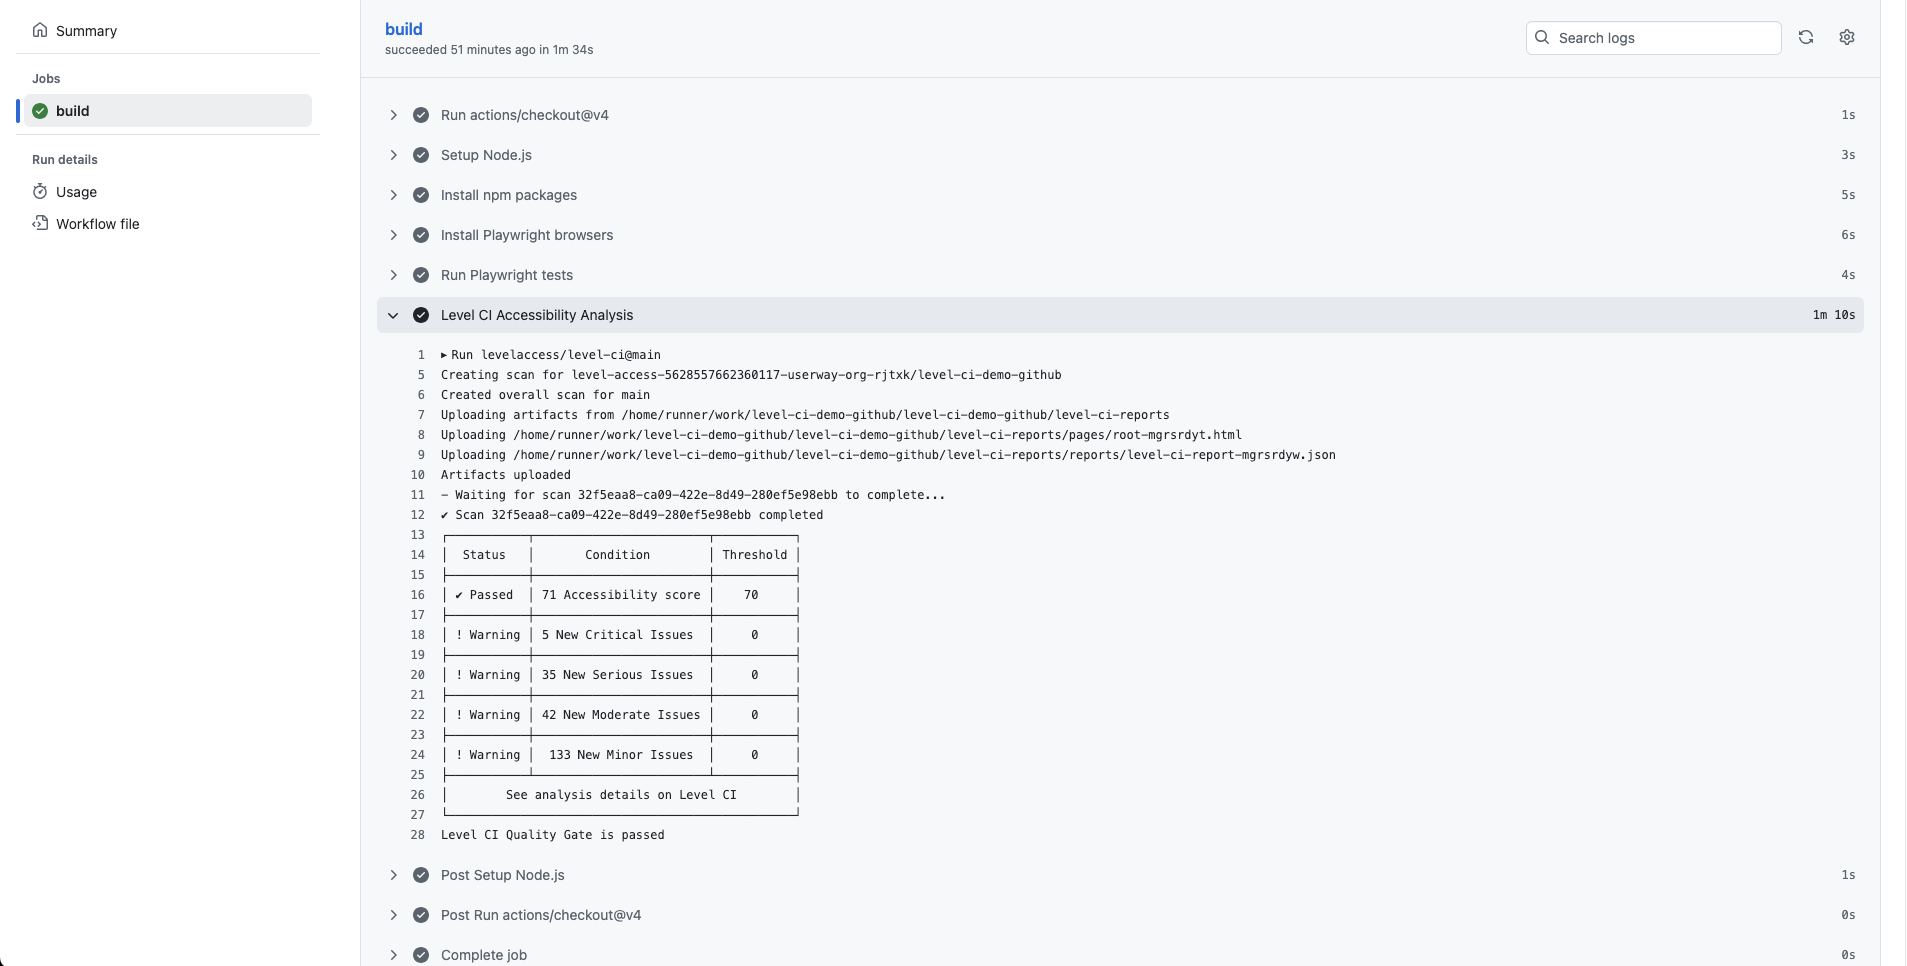 Summary
Jobs
build
Run details
Usage
Workflow file
build
succeeded 51 minutes ago in 1m 34s
Search logs
Run actions/checkout@v4 1s
Setup Node.js 3s
Install npm packages 5s
Install Playwright browsers 6s
Run Playwright tests 4s
Level CI Accessibility Analysis 1m 10s
1 ▸ Run levelaccess/level-ci@main
5 Creating scan for level-access-5628557662360117-userway-org-rjtxk/level-ci-demo-github
6 Created overall scan for main
7 Uploading artifacts from /home/runner/work/level-ci-demo-github/level-ci-demo-github/level-ci-reports
8 Uploading /home/runner/work/level-ci-demo-github/level-ci-demo-github/level-ci-reports/pages/root-mgrsrdyt.html
9 Uploading /home/runner/work/level-ci-demo-github/level-ci-demo-github/level-ci-reports/reports/level-ci-report-mgrsrdyw.json
10 Artifacts uploaded
11 - Waiting for scan 32f5eaa8-ca09-422e-8d49-280ef5e98ebb to complete...
12 ✔ Scan 32f5eaa8-ca09-422e-8d49-280ef5e98ebb completed
13
14 Status Condition Threshold
15
16 ✔ Passed 71 Accessibility score 70
17
18 ! Warning 5 New Critical Issues 0
19
20 ! Warning 35 New Serious Issues 0
21
22 ! Warning 42 New Moderate Issues 0
23
24 ! Warning 133 New Minor Issues 0
25
26 See analysis details on Level CI
27
28 Level CI Quality Gate is passed
Post Setup Node.js 1s
Post Run actions/checkout@v4 0s
Complete job 0s